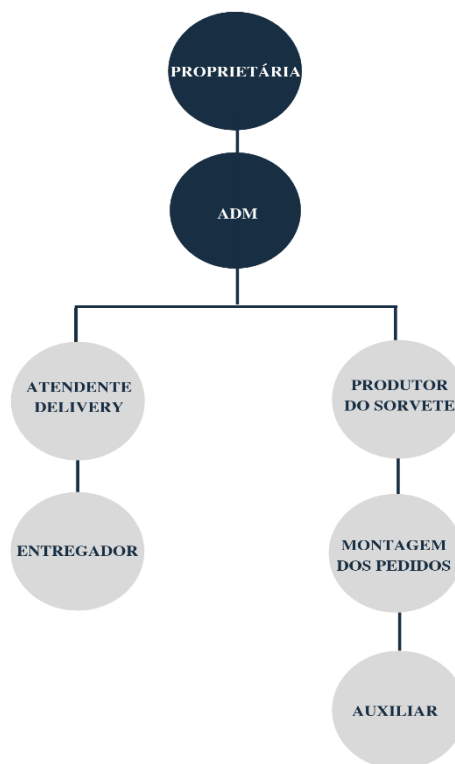 PROPRIETÁRIA
ADM
ATENDENTE
DELIVERY
ENTREGADOR
PRODUTOR
DO SORVETE
MONTAGEM
DOS PEDIDOS
AUXILIAR